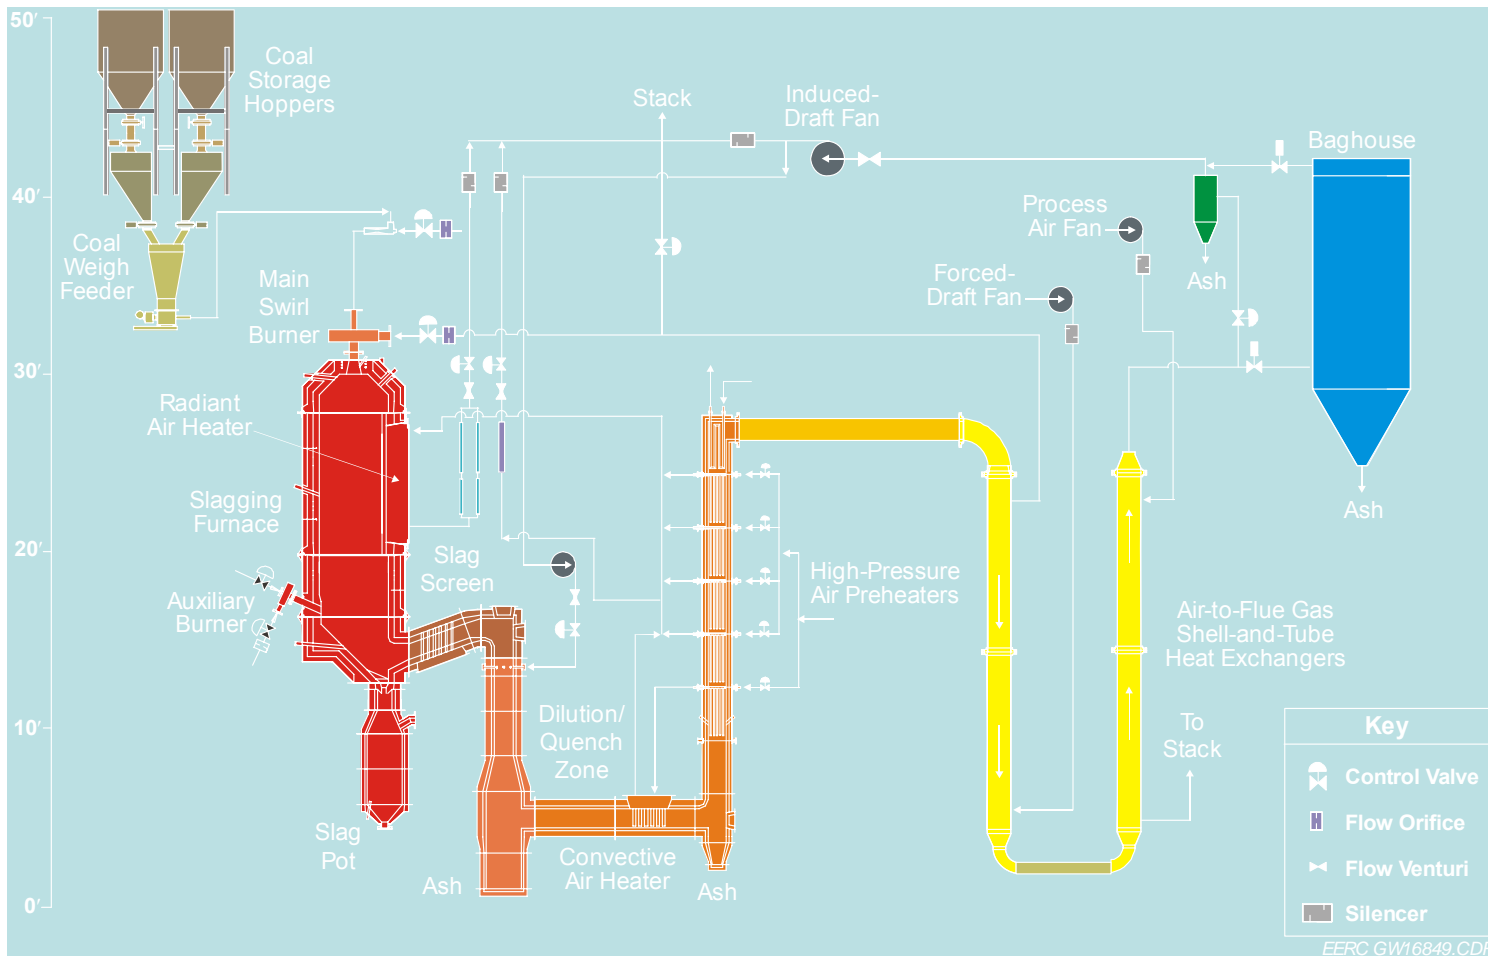 50′
Coal
Storage
Hoppers
Stack
Induced-
Draft Fan
Baghouse
40′
Process
Air Fan
Coal
Weigh
Feeder
Main
Swirl
Burner
Forced-
Draft Fan
Ash
30′
Radiant
Air Heater
Slagging
Furnace
Ash
20′
Slag
Screen
High-Pressure
Air Preheaters
Auxiliary
Burner
Air-to-Flue Gas
Shell-and-Tube
Heat Exchangers
10′
Dilution/
Quench
Zone
To
Stack
Key
Control Valve
Flow Orifice
Flow Venturi
Silencer
Slag
Pot
Convective
Air Heater
Ash
Ash
0′
EERC GW16849.CDR